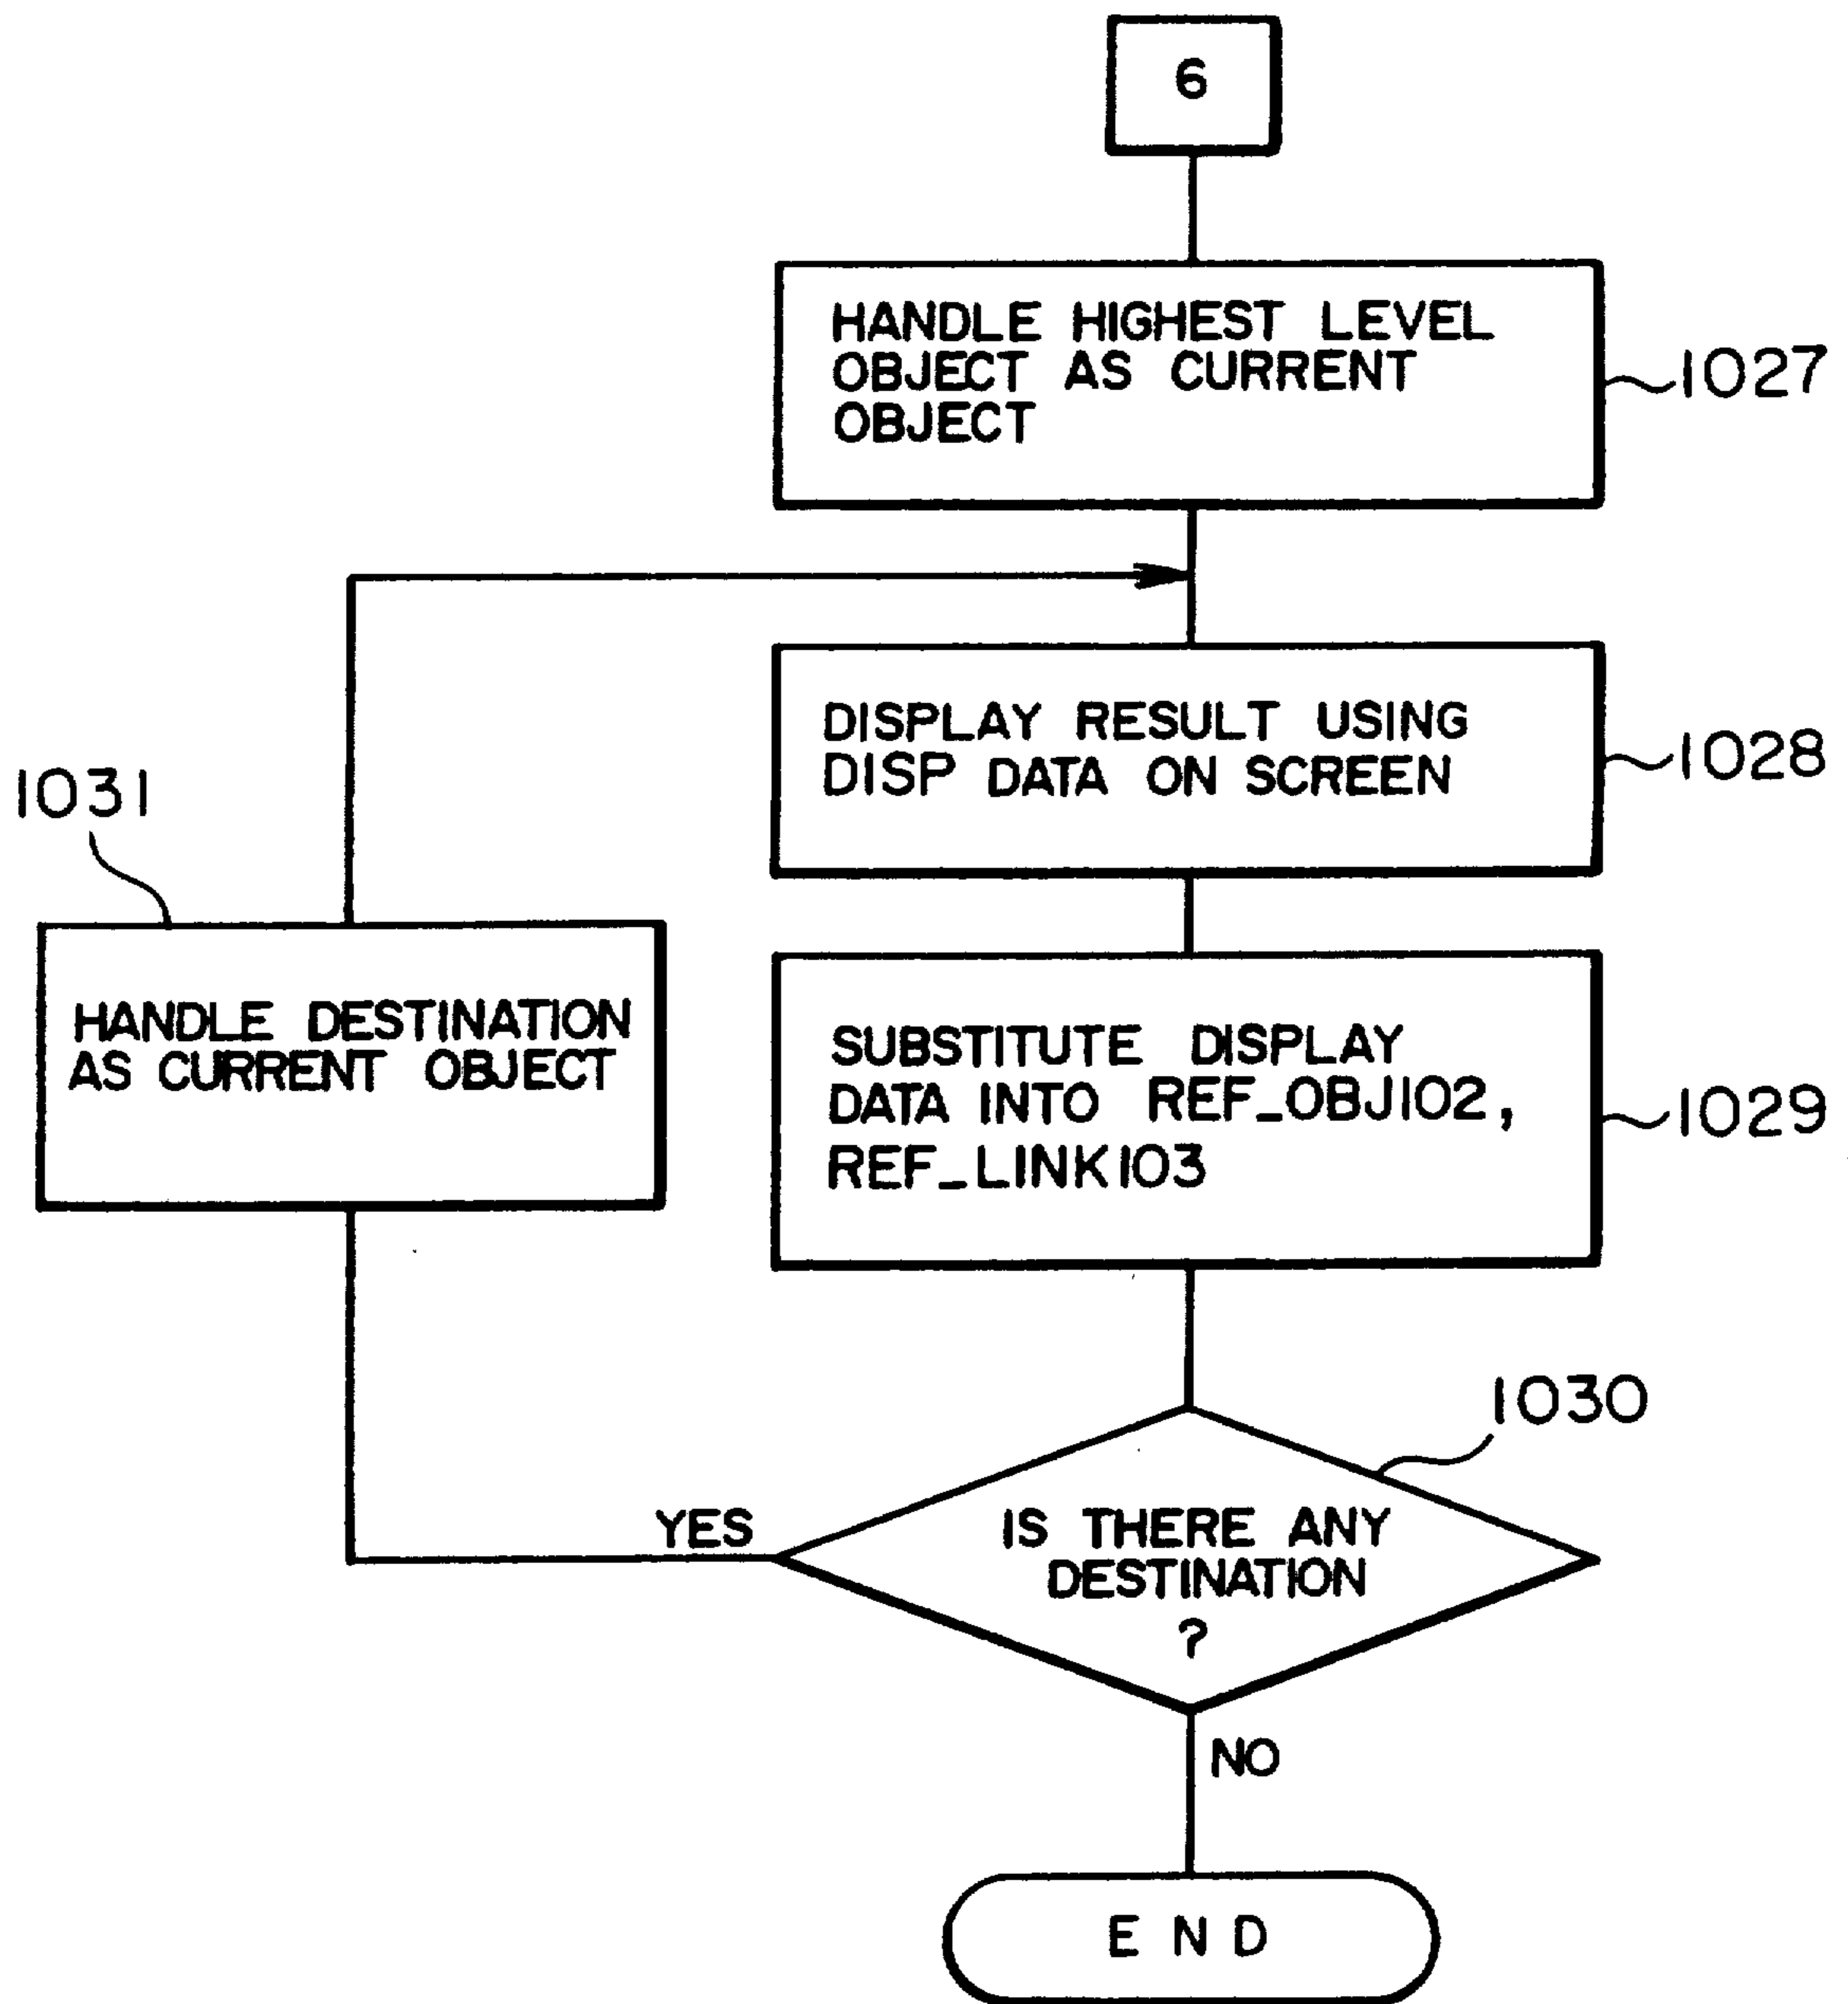 6
HANDLE HIGHEST LEVEL
OBJECT AS CURRENT
OBJECT
1027
DISPLAY RESULT USING
DISP DATA ON SCREEN
1028
1031
HANDLE DESTINATION
AS CURRENT OBJECT
SUBSTITUTE DISPLAY
DATA INTO REF_OBJ102,
REF_LINK103
1029
1030
YES
IS THERE ANY
DESTINATION
?
NO
END